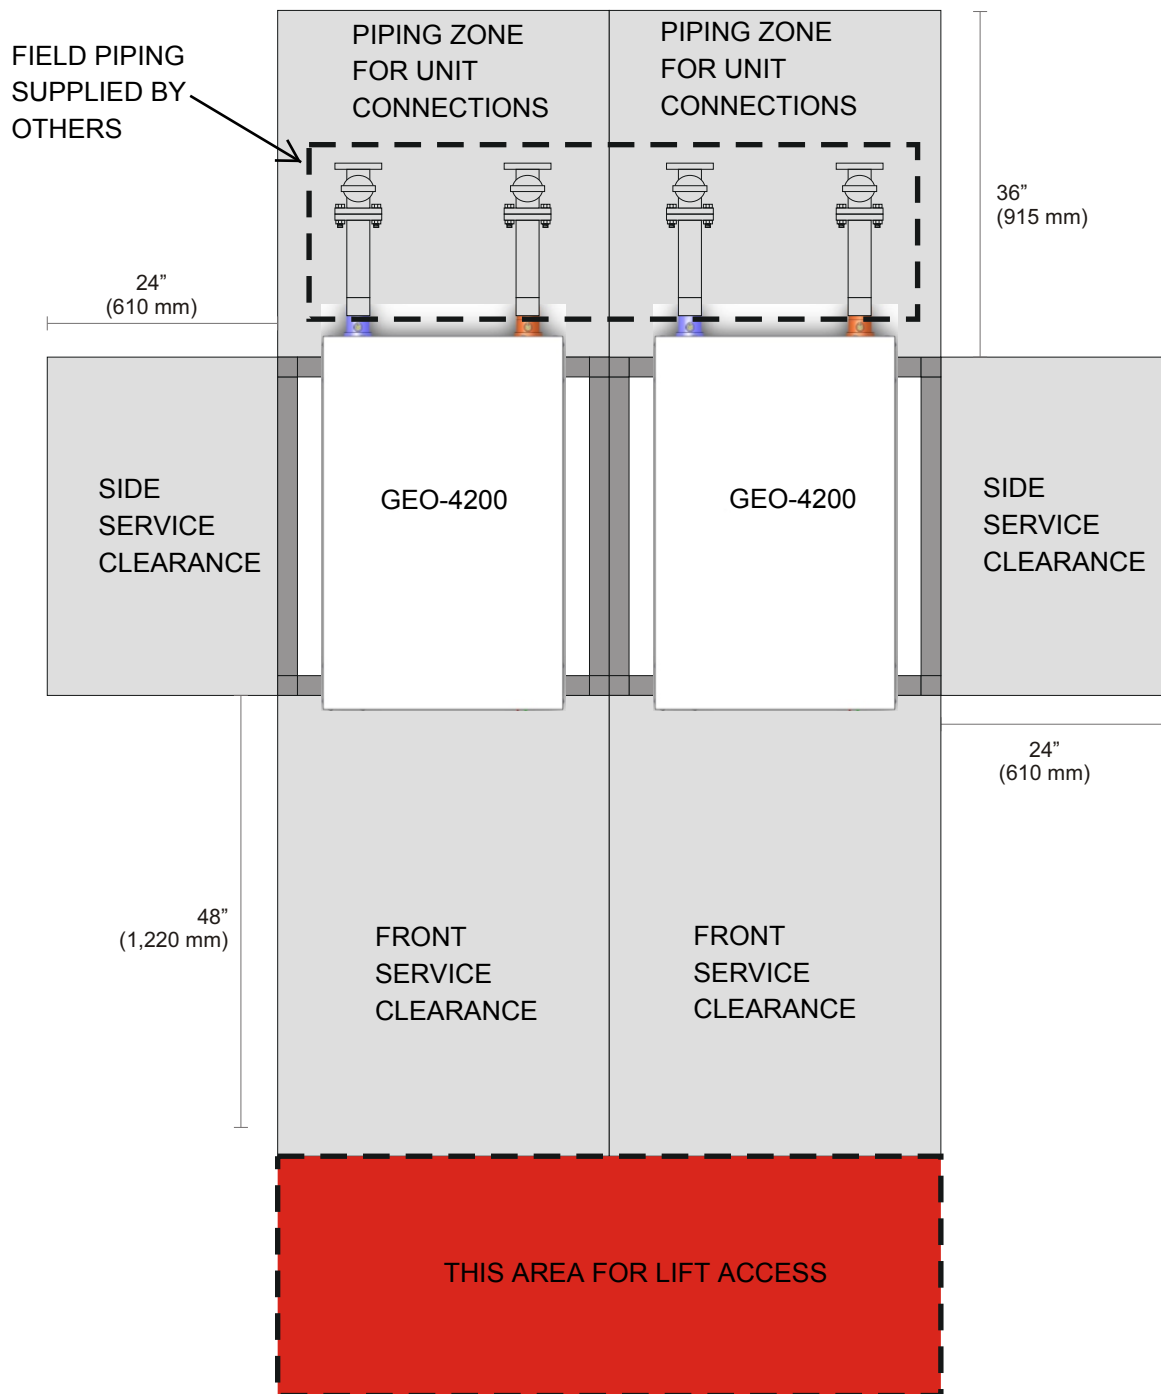 FIELD PIPING
SUPPLIED BY
OTHERS
PIPING ZONE
FOR UNIT
CONNECTIONS
PIPING ZONE
FOR UNIT
CONNECTIONS
36”
(915 mm)
24”
(610 mm)
SIDE
SERVICE
CLEARANCE
GEO-4200
GEO-4200
SIDE
SERVICE
CLEARANCE
24”
(610 mm)
48”
(1,220 mm)
FRONT
SERVICE
CLEARANCE
FRONT
SERVICE
CLEARANCE
THIS AREA FOR LIFT ACCESS